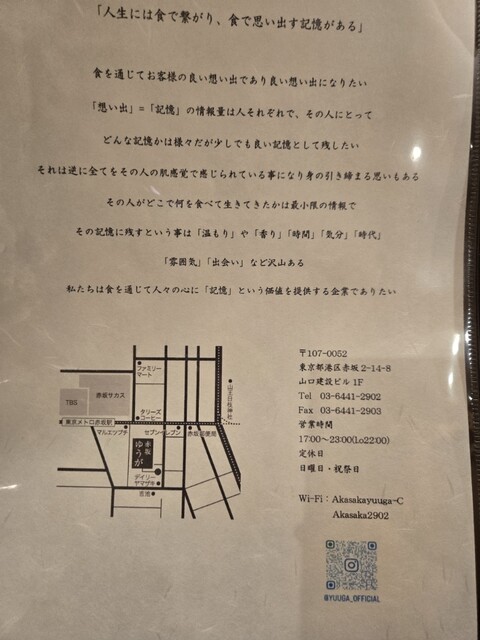 「人生には食で繋がり、食で思い出す記憶がある」
食を通じてお客様の良い想い出であり良い想い出になりたい
「想い出」=「記憶」の情報量は人それぞれで、その人にとって
どんな記憶かは様々だが少しでも良い記憶として残したい
それは逆に全てをその人の肌感覚で感じられている事になり身の引き締まる思いもある
その人がどこで何を食べて生きてきたかは最小限の情報で
その記憶に残すという事は「温もり」や「香り」「時間」「気分」「時代」
「雰囲気」「出会い」など沢山ある
私たちは食を通じて人々の心に「記憶」という価値を提供する企業でありたい
ファミリー
マート
赤坂サカス
TBS
山王日枝神社
タリーズ
コーヒー
東京メトロ赤坂駅
マルエツプチ
セブンイレブン
赤坂郵便局
赤坂
ゆうが
デイリー
ヤマザキ
〒107-0052
東京都港区赤坂 2-14-8
山口建設ビル 1F
Tel 03-6441-2902
Fax 03-6441-2903
営業時間
17:00~23:00(Lo22:00)
定休日
日曜日・祝祭日
Wi-Fi:Akasakayuuga-C
Akasaka2902
@YUUGA_OFFICIAL